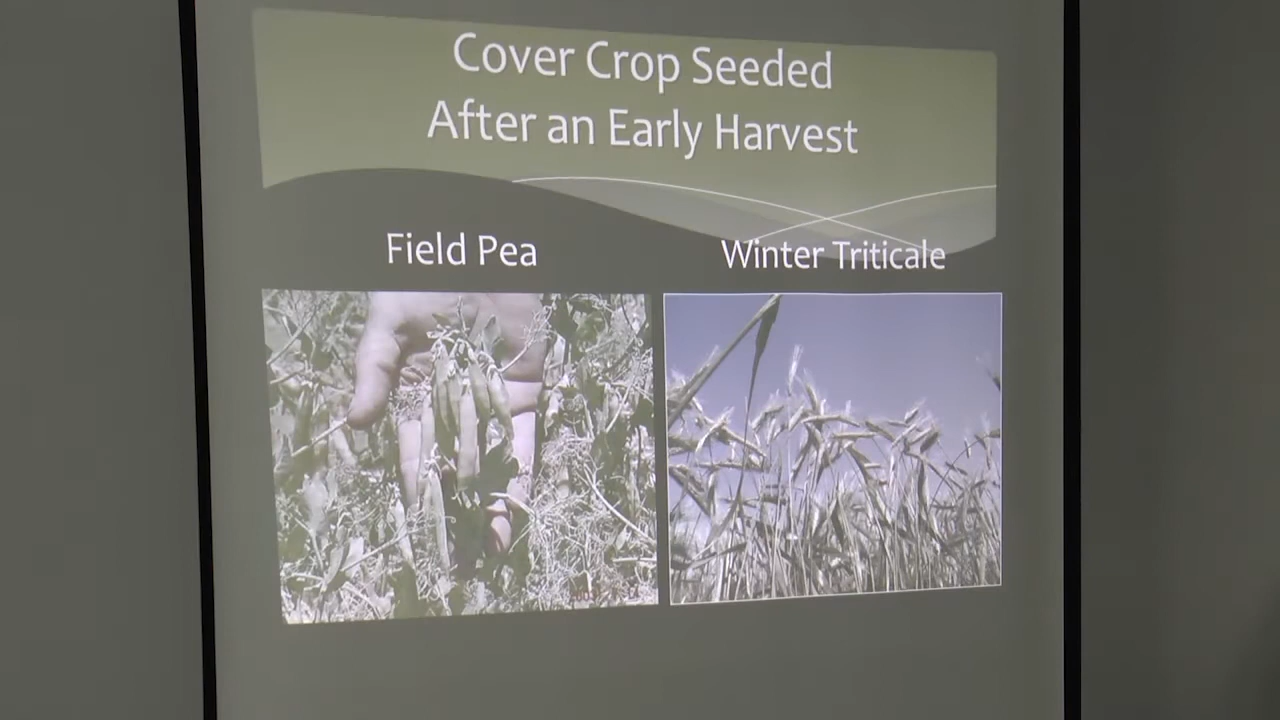 Cover Crop Seeded
After an Early Harvest
Field Pea
Winter Triticale